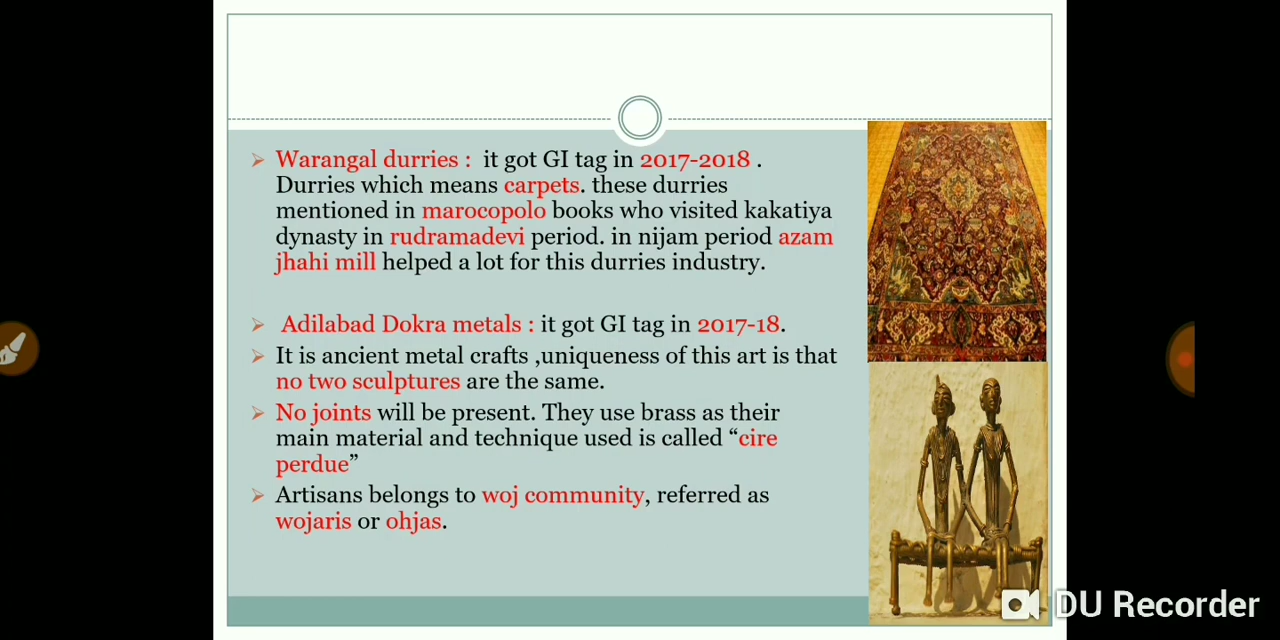 Warangal durries : it got GI tag in 2017-2018 .
Durries which means carpets. these durries
mentioned in marocopolo books who visited kakatiya
dynasty in rudramadevi period. in nijam period azam
jhahi mill helped a lot for this durries industry.
Adilabad Dokra metals : it got GI tag in 2017-18.
It is ancient metal crafts ,uniqueness of this art is that
no two sculptures are the same.
No joints will be present. They use brass as their
main material and technique used is called “cire
perdue”
Artisans belongs to woj community, referred as
wojaris or ohjas.
DU Recorder